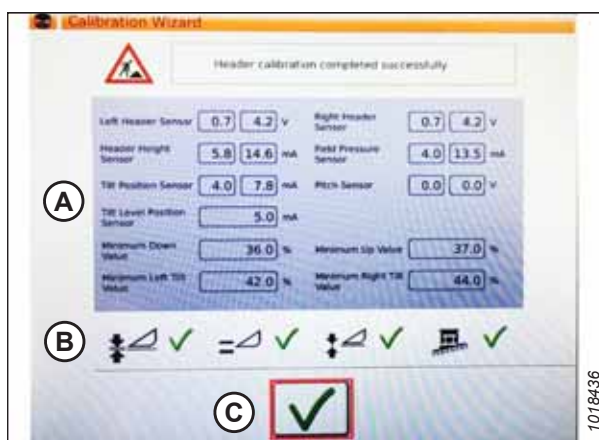 Calibration Wizard
Header calibration completed successfully
Left Header Sensor 0.7 4.2 V Right Header Sensor 0.7 4.2 V
Header Height Sensor 5.8 14.6 mA Field Pressure Sensor 4.0 13.5 mA
Tilt Position Sensor 4.0 7.8 mA Pitch Sensor 0.0 0.0 V
Tilt Level Position Sensor 5.0 mA
Minimum Down Value 36.0 % Minimum Up Value 37.0 %
Minimum Left Tilt Value 42.0 % Minimum Right Tilt Value 44.0 %
A
B
C
1018436